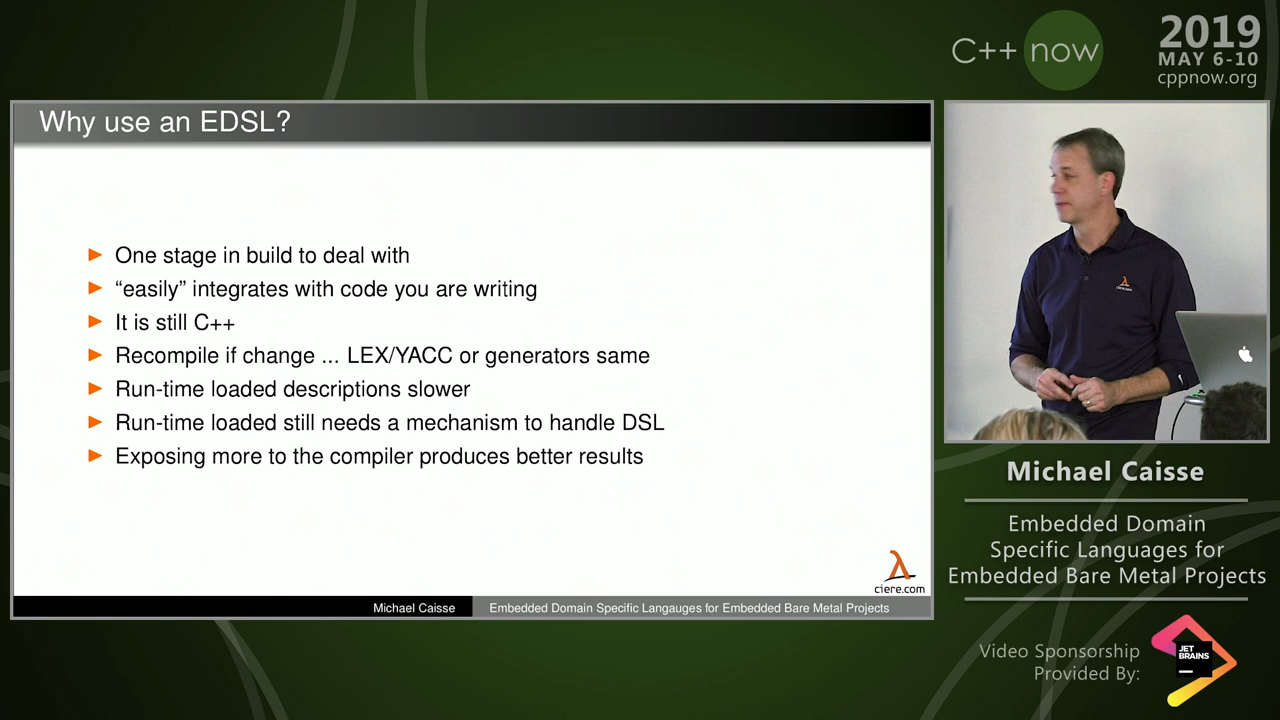 C++ now
2019
MAY 6-10
cppnow.org
Why use an EDSL?
One stage in build to deal with
“easily” integrates with code you are writing
It is still C++
Recompile if change ... LEX/YACC or generators same
Run-time loaded descriptions slower
Run-time loaded still needs a mechanism to handle DSL
Exposing more to the compiler produces better results
λ
ciere.com
Michael Caisse
Embedded Domain Specific Langauges for Embedded Bare Metal Projects
Michael Caisse
Embedded Domain
Specific Languages for
Embedded Bare Metal Projects
Video Sponsorship
Provided By:
JET
BRAINS